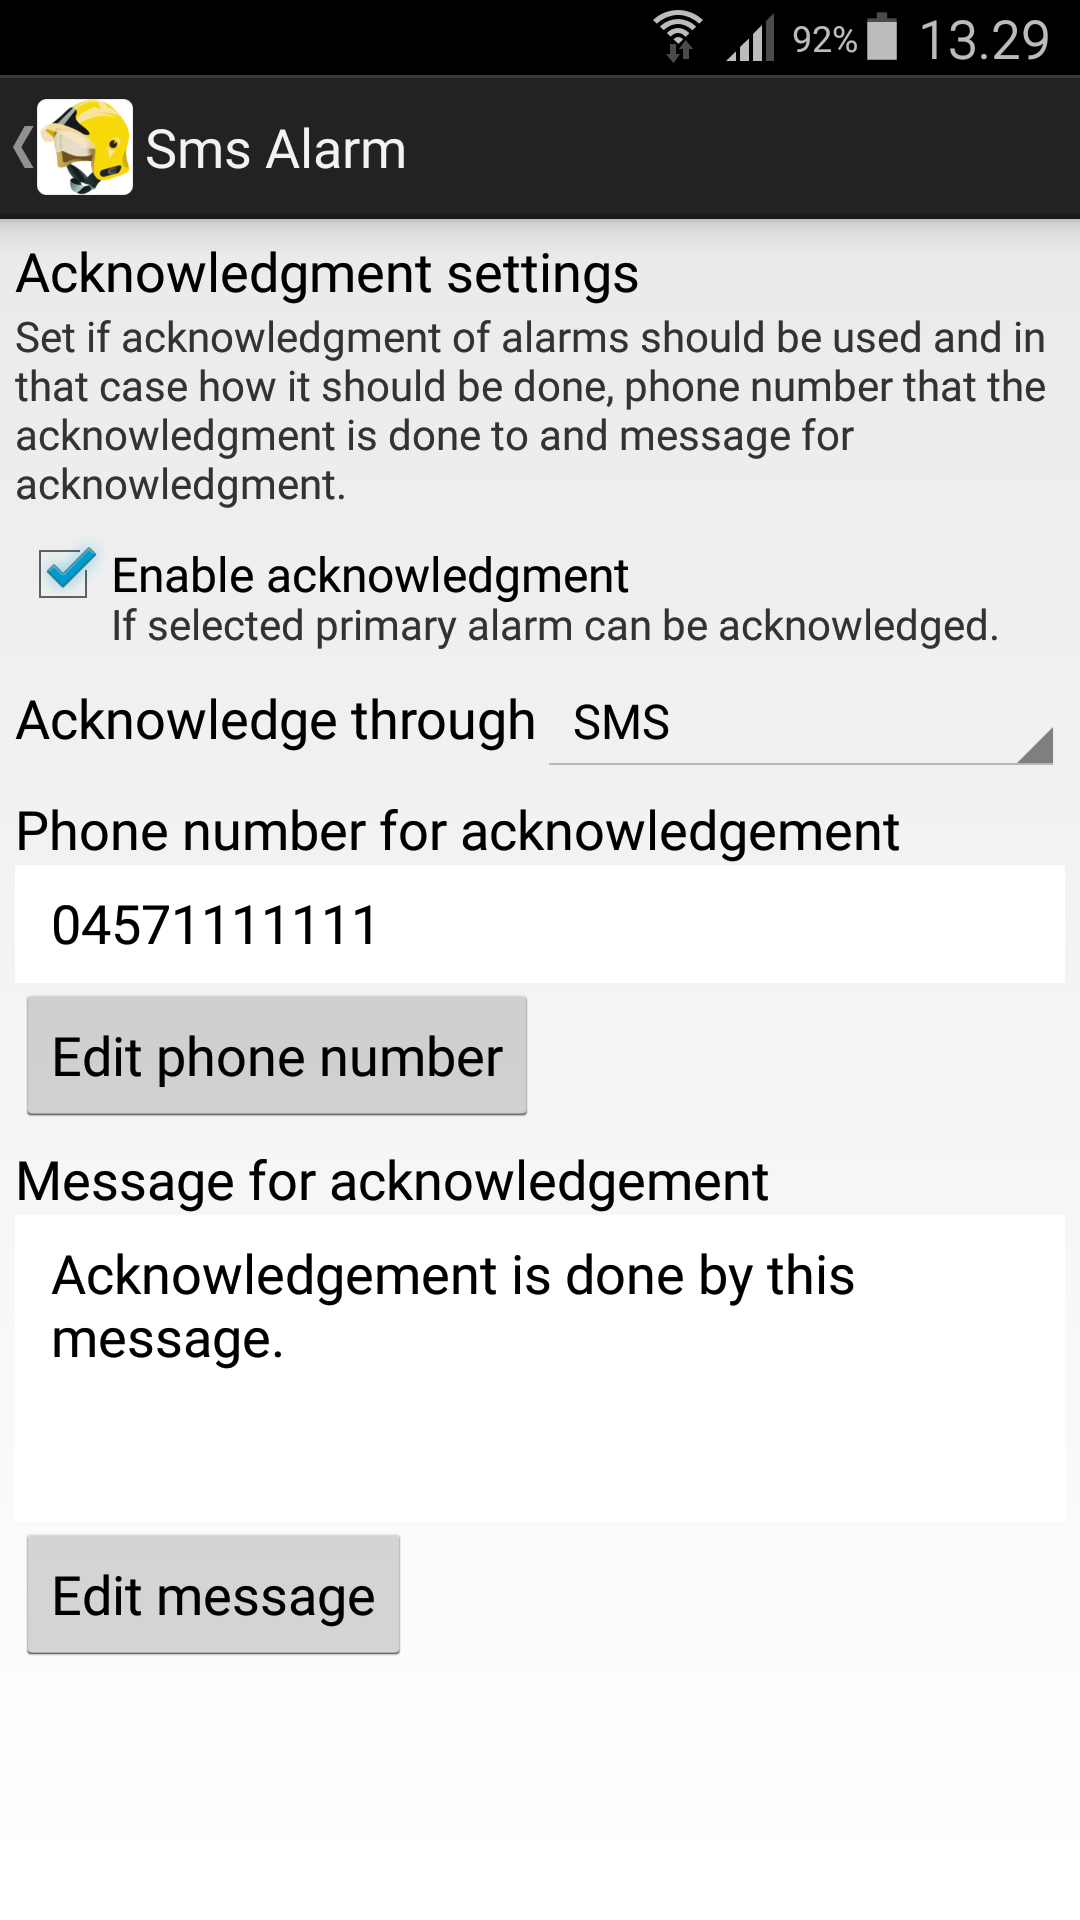 92% 13.29
Sms Alarm
Acknowledgment settings
Set if acknowledgment of alarms should be used and in
that case how it should be done, phone number that the
acknowledgment is done to and message for
acknowledgment.
Enable acknowledgment
If selected primary alarm can be acknowledged.
Acknowledge through SMS
Phone number for acknowledgement
04571111111
Edit phone number
Message for acknowledgement
Acknowledgement is done by this
message.
Edit message